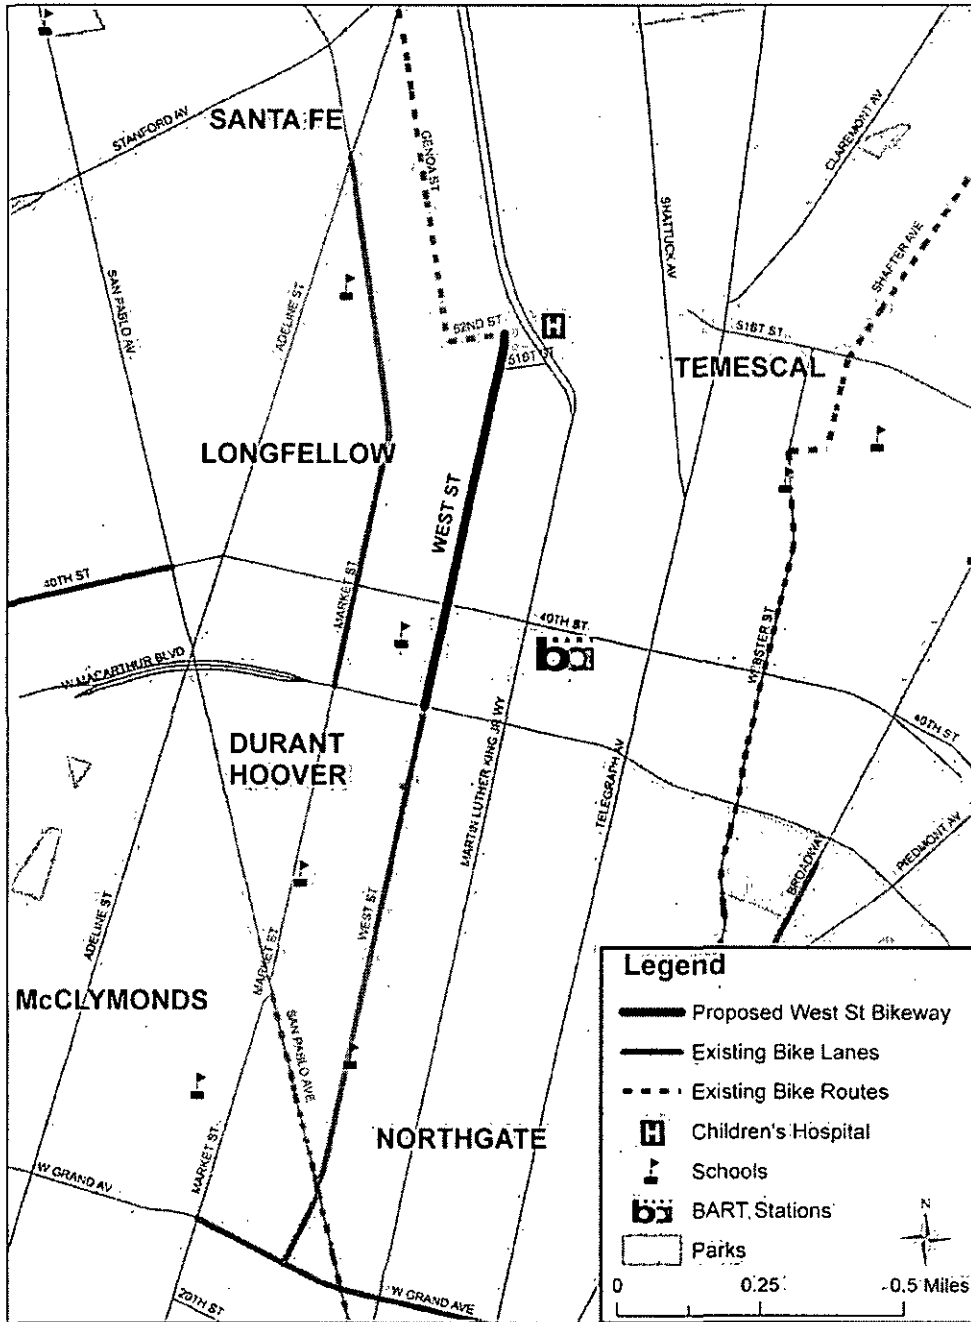 SANTA FE
STANFORD AV
GENOA ST
CLAREMONT AV
SHATTUCK AV
SHAFTER AVE
SAN PABLO AV
ADELINE ST
52ND ST
H
51ST ST
51ST ST
TEMESCAL
LONGFELLOW
WEST ST
40TH ST
MARKET ST
40TH ST
BART
ba
W MACARTHUR BLVD
WEBSTER ST
40TH ST
DURANT
HOOVER
MARTIN LUTHER KING JR WY
TELEGRAPH AV
BROADWAY
PIEDMONT AV
ADELINE ST
MARKET ST
WEST ST
McCLYMONDS
SAN PABLO AVE
NORTHGATE
MARKET ST
W GRAND AV
W GRAND AVE
20TH ST
Legend
Proposed West St Bikeway
Existing Bike Lanes
Existing Bike Routes
H Children's Hospital
Schools
ba BART Stations
Parks
N
0 0.25 0.5 Miles